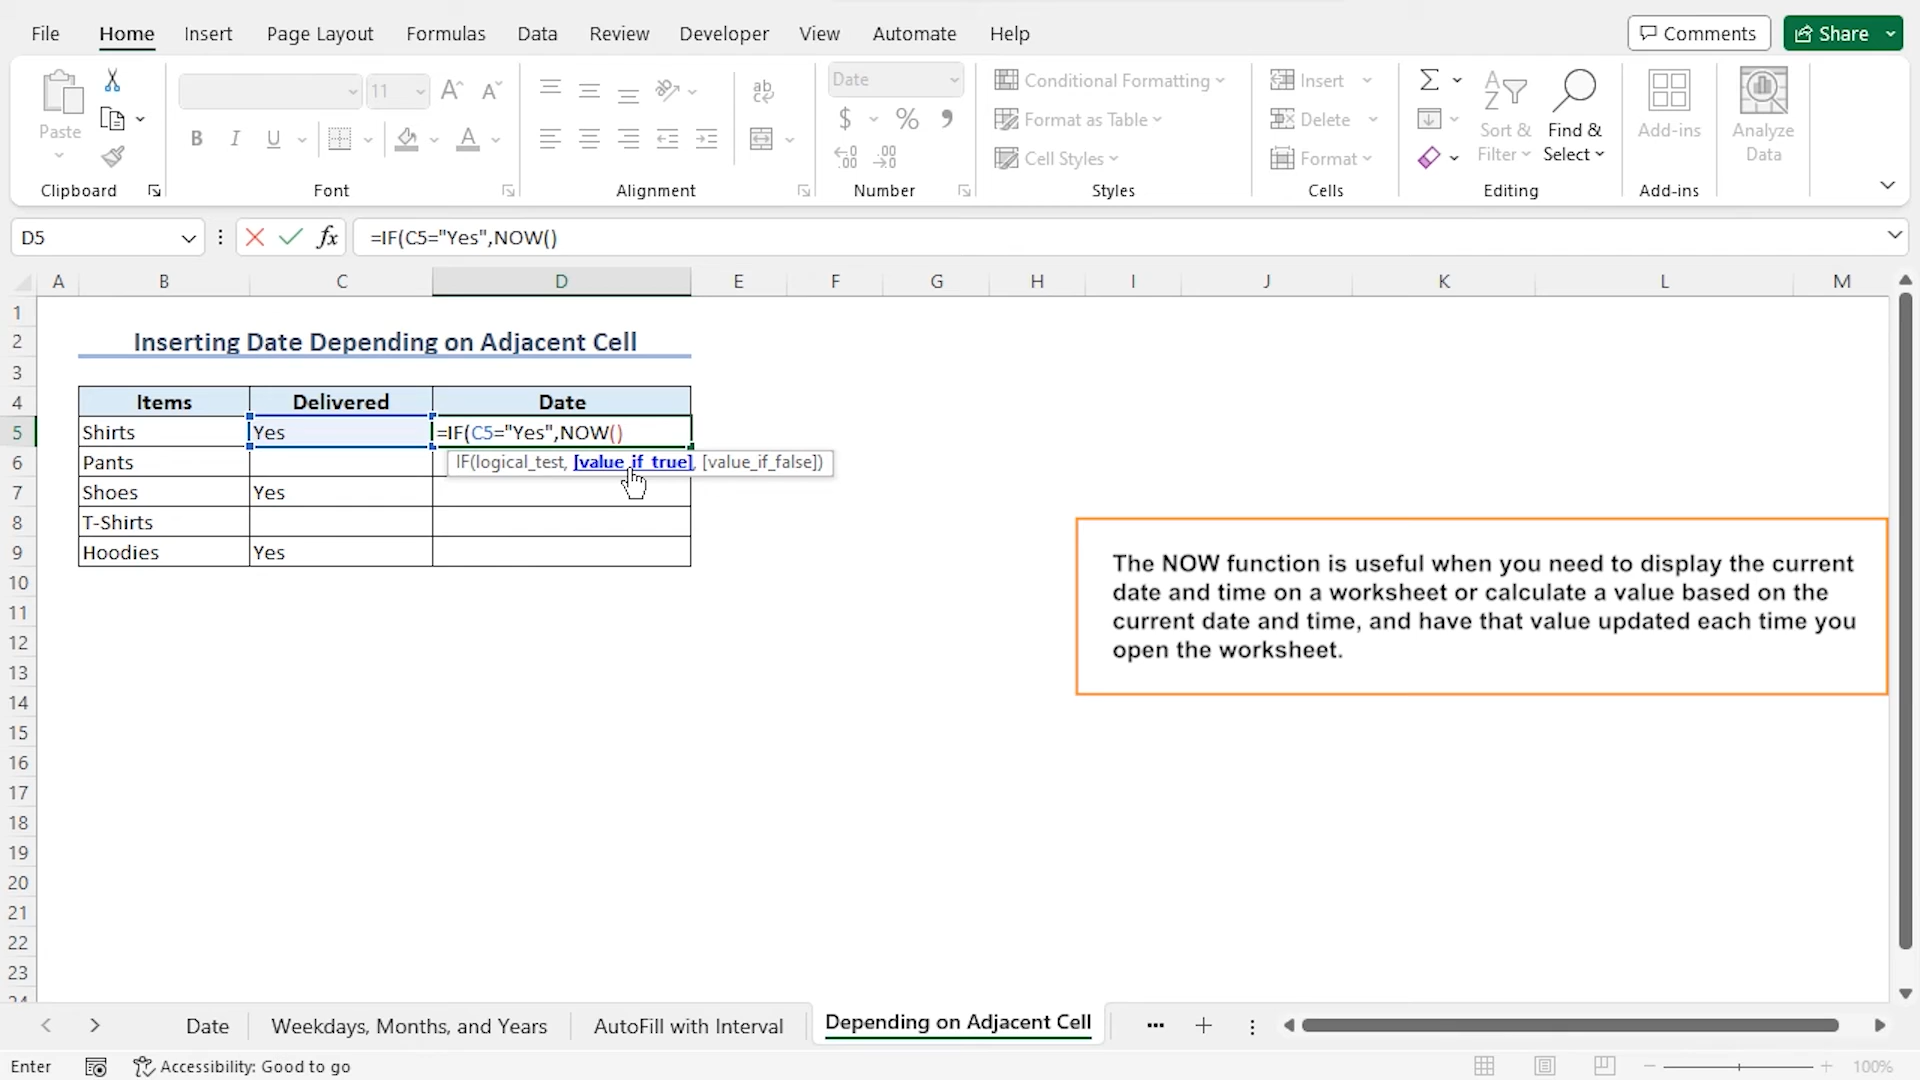 File Home Insert Page Layout Formulas Data Review Developer View Automate Help Comments Share
Date
11
Paste
B I U
ab
c
$ % 9
Conditional Formatting
Format as Table
Cell Styles
Insert
Delete
Format
Sort &
Filter
Find &
Select
Add-ins
Analyze
Data
Clipboard Font Alignment Number Styles Cells Editing Add-ins
D5 fx =IF(C5="Yes",NOW()
A B C D E F G H I J K L M
1
2 Inserting Date Depending on Adjacent Cell
3
4 Items Delivered Date
5 Shirts Yes =IF(C5="Yes",NOW()
6 Pants IF(logical_test, [value_if_true], [value_if_false])
7 Shoes Yes
8 T-Shirts
9 Hoodies Yes
10
11
12
13
14
15
16
17
18
19
20
21
22
23
24
The NOW function is useful when you need to display the current
date and time on a worksheet or calculate a value based on the
current date and time, and have that value updated each time you
open the worksheet.
Date Weekdays, Months, and Years AutoFill with Interval Depending on Adjacent Cell ...
Enter Accessibility: Good to go 100%